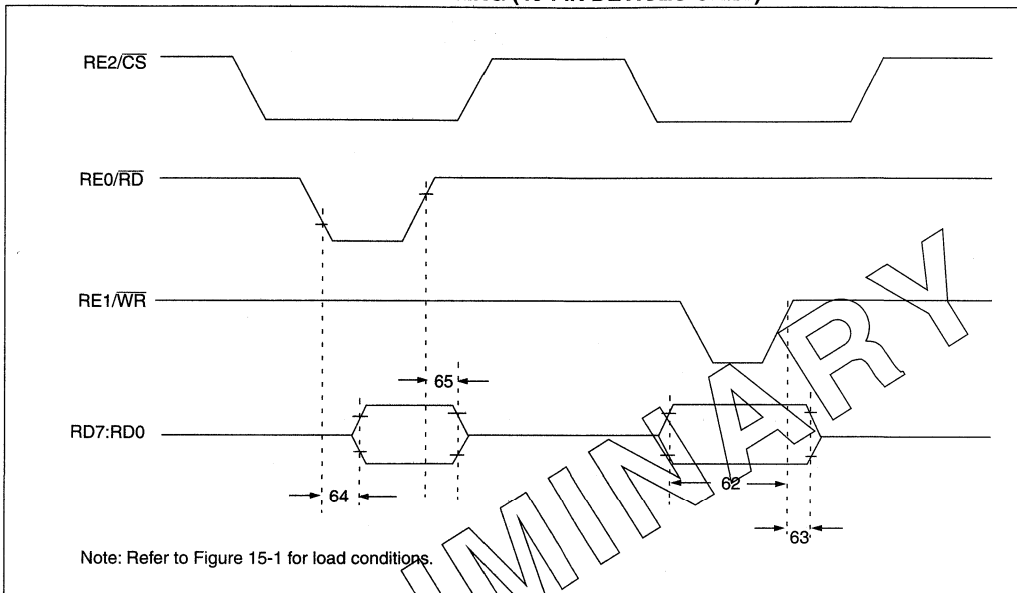 RE2/CS
RE0/RD
RE1/WR
65
RD7:RD0
64
62
63
Note: Refer to Figure 15-1 for load conditions.
IMINARY